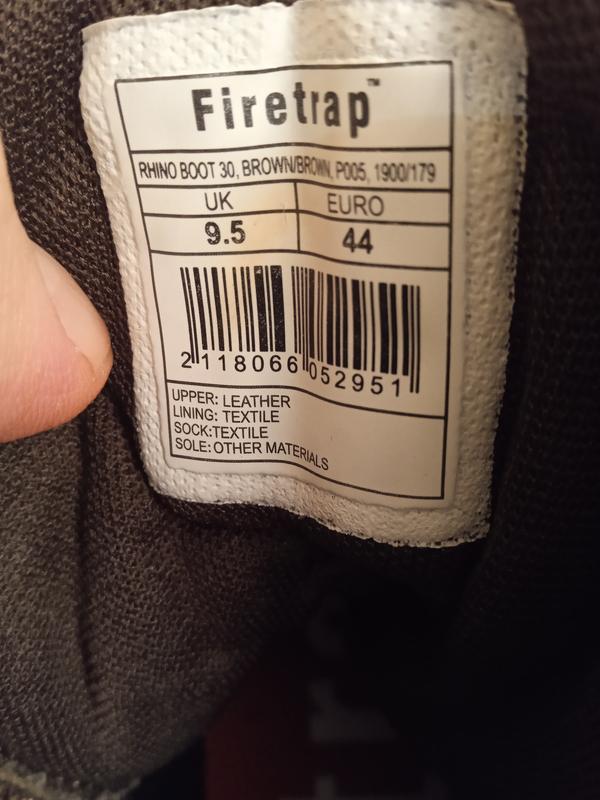 Firetrap™
RHINO BOOT 30, BROWN/BROWN, P005, 1900/179
UK EURO
9.5 44
2 118066 052951
UPPER: LEATHER
LINING: TEXTILE
SOCK:TEXTILE
SOLE: OTHER MATERIALS